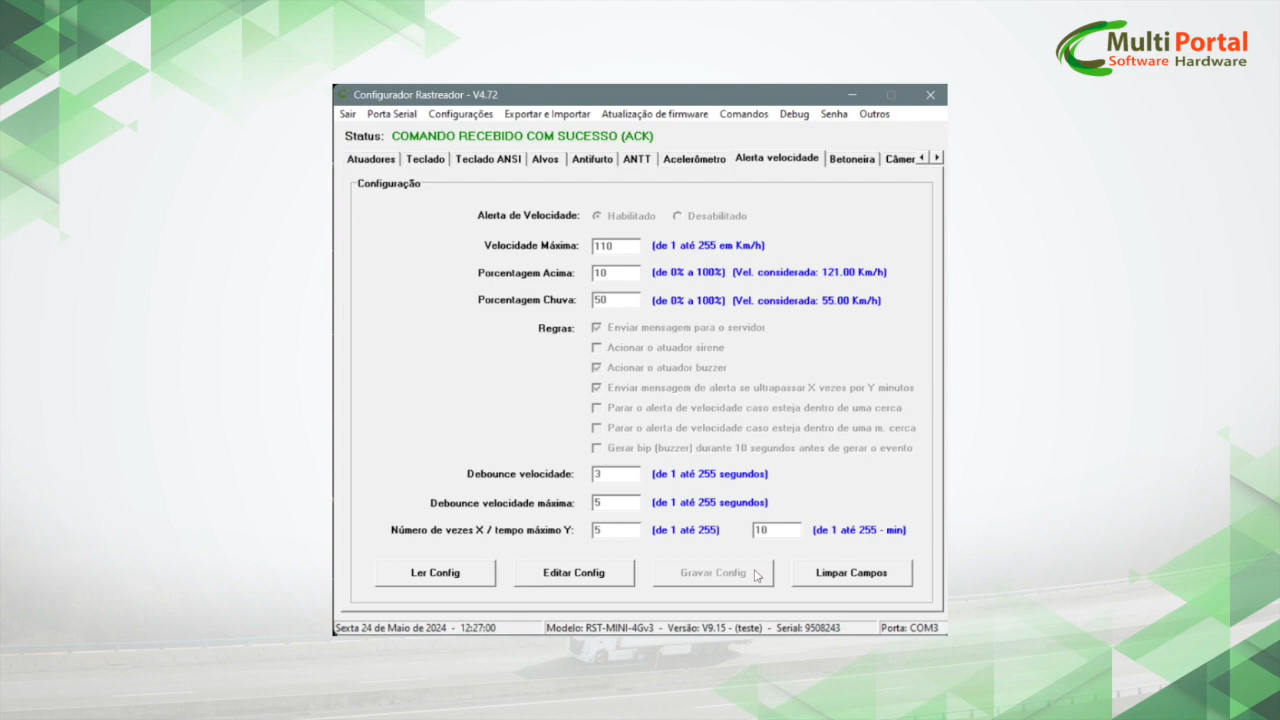 Multi Portal
Software Hardware
Configurador Rastreador - V4.72
Sair Porta Serial Configurações Exportar e Importar Atualização de firmware Comandos Debug Senha Outros
Status: COMANDO RECEBIDO COM SUCESSO (ACK)
Atuadores Teclado Teclado ANSI Alvos Antifurto ANTT Acelerômetro Alerta velocidade Betoneira Câmer
Configuração
Alerta de Velocidade: Habilitado Desabilitado
Velocidade Máxima: 110 (de 1 até 255 em Km/h)
Porcentagem Acima: 10 (de 0% a 100%) (Vel. considerada: 121.00 Km/h)
Porcentagem Chuva: 50 (de 0% a 100%) (Vel. considerada: 55.00 Km/h)
Regras: Enviar mensagem para o servidor
Acionar o atuador sirene
Acionar o atuador buzzer
Enviar mensagem de alerta se ultrapassar X vezes por Y minutos
Parar o alerta de velocidade caso esteja dentro de uma cerca
Parar o alerta de velocidade caso esteja dentro de uma m. cerca
Gerar bip (buzzer) durante 10 segundos antes de gerar o evento
Debounce velocidade: 3 (de 1 até 255 segundos)
Debounce velocidade máxima: 5 (de 1 até 255 segundos)
Número de vezes X / tempo máximo Y: 5 (de 1 até 255) 10 (de 1 até 255 - min)
Ler Config Editar Config Gravar Config Limpar Campos
Sexta 24 de Maio de 2024 - 12:27:00 Modelo: RST-MINI-4Gv3 - Versão: V9.15 - (teste) - Serial: 9508243 Porta: COM3